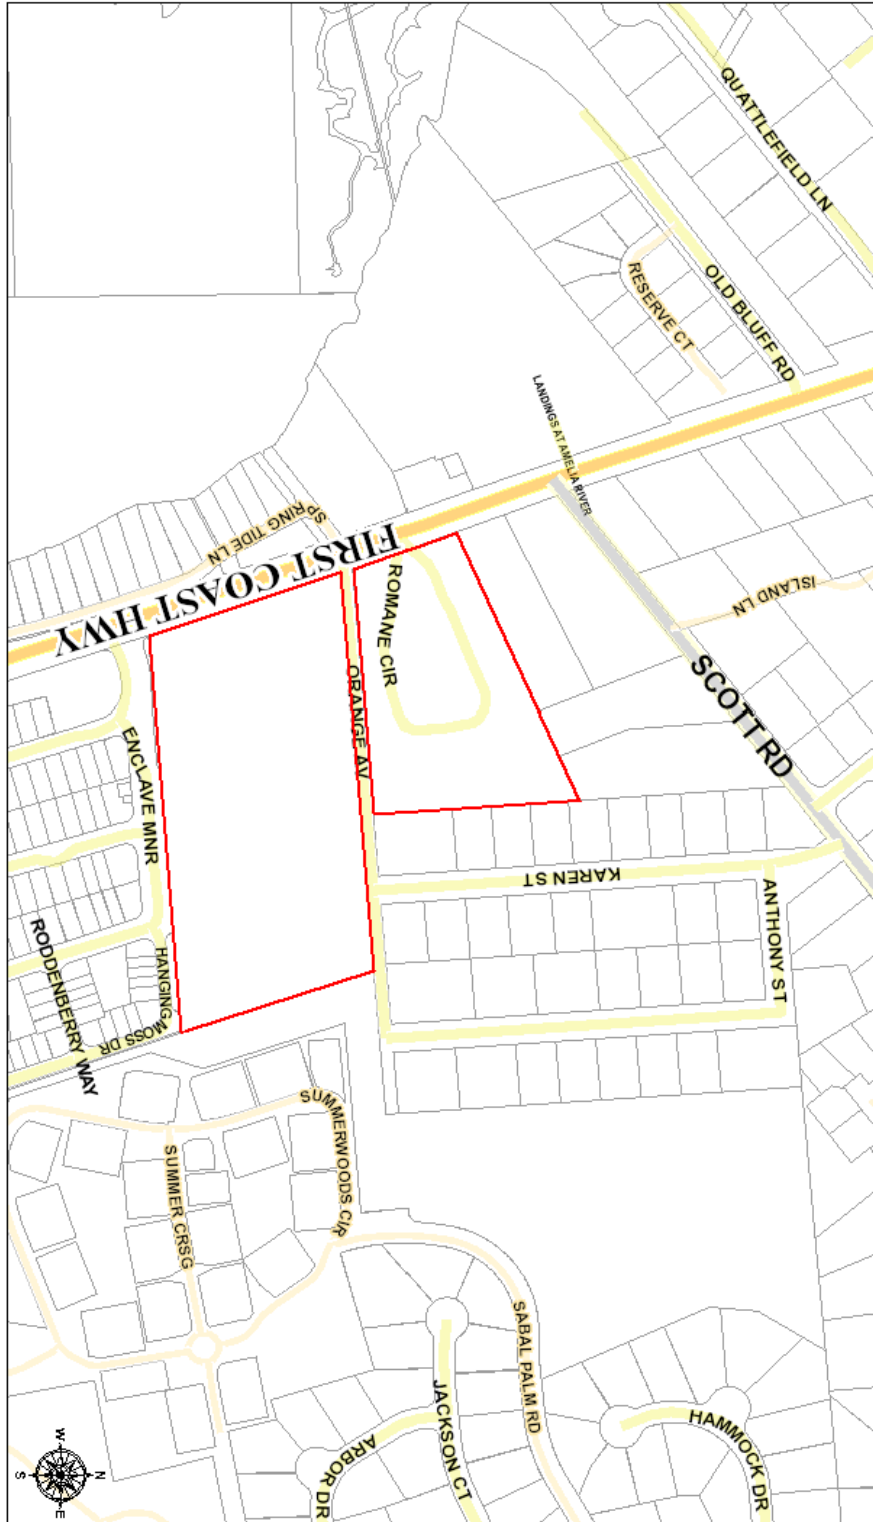 QUATTLEFIELD LN
OLD BLUFF RD
RESERVE CT
LANDINGS AT AMELIA RIVER
ISLAND LN
SCOTT RD
SPRING TIDE LN
FIRST COAST HWY
ROMANE CIR
ORANGE AV
ENCLAVE MNR
KAREN ST
ANTHONY ST
HANGING MOSS DR
RODDENBERRY WAY
SUMMERWOODS CIR
SUMMER CRSG
SABAL PALM RD
JACKSON CT
ARBOR DR
HAMMOCK DR
W
N
S
E